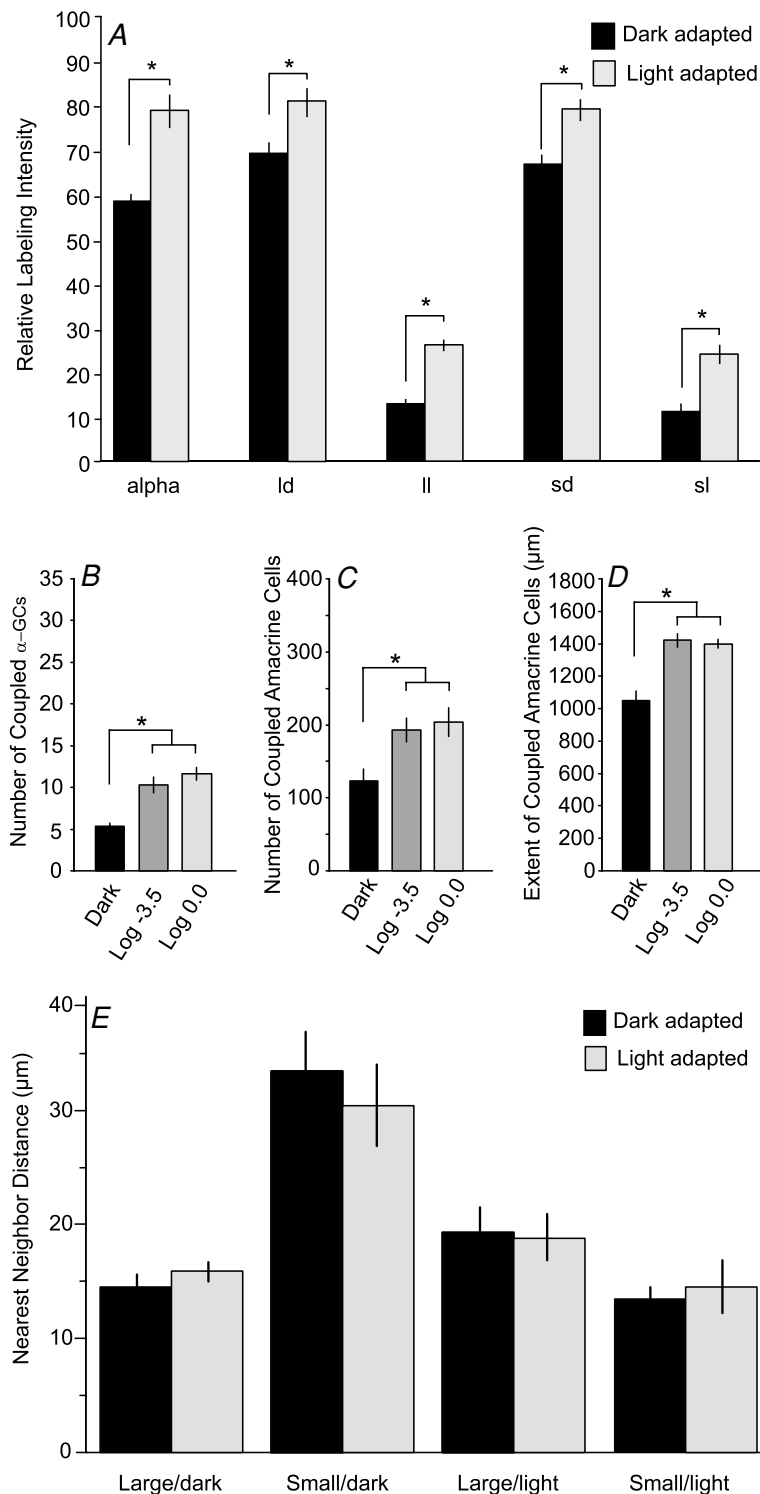 A
Dark adapted
Light adapted
Relative Labeling Intensity
100
90
80
70
60
50
40
30
20
10
0
*
*
*
*
*
alpha
ld
ll
sd
sl
B
Number of Coupled α–GCs
35
30
25
20
15
10
5
0
*
Dark
Log -3.5
Log 0.0
C
Number of Coupled Amacrine Cells
400
300
200
100
0
*
Dark
Log -3.5
Log 0.0
D
Extent of Coupled Amacrine Cells (μm)
1800
1600
1400
1200
1000
800
600
400
200
0
*
Dark
Log -3.5
Log 0.0
E
Dark adapted
Light adapted
Nearest Neighbor Distance (μm)
40
30
20
10
0
Large/dark
Small/dark
Large/light
Small/light